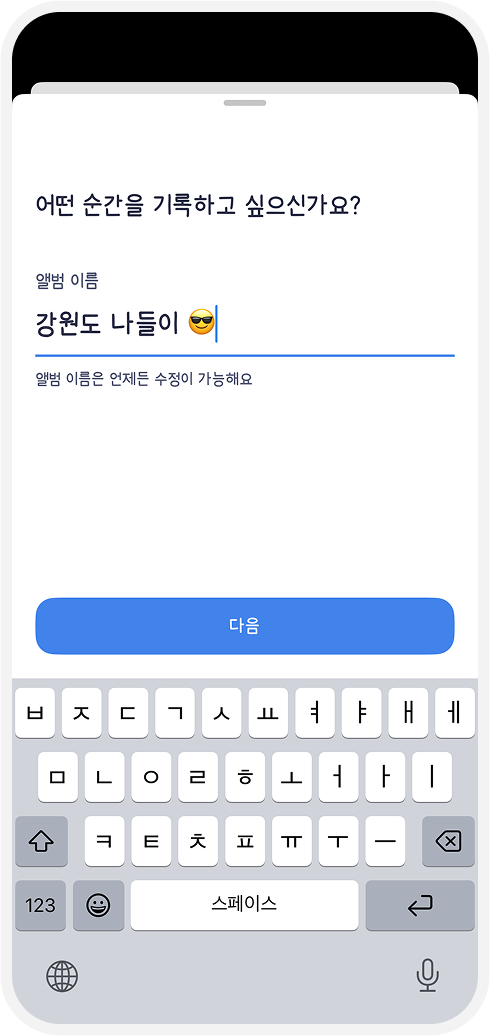 어떤 순간을 기록하고 싶으신가요?
앨범 이름
강원도 나들이 😎
앨범 이름은 언제든 수정이 가능해요
다음
ㅂ ㅈ ㄷ ㄱ ㅅ ㅛ ㅕ ㅑ ㅐ ㅔ
ㅁ ㄴ ㅇ ㄹ ㅎ ㅗ ㅓ ㅏ ㅣ
ㅋ ㅌ ㅊ ㅍ ㅠ ㅜ ㅡ
123 스페이스